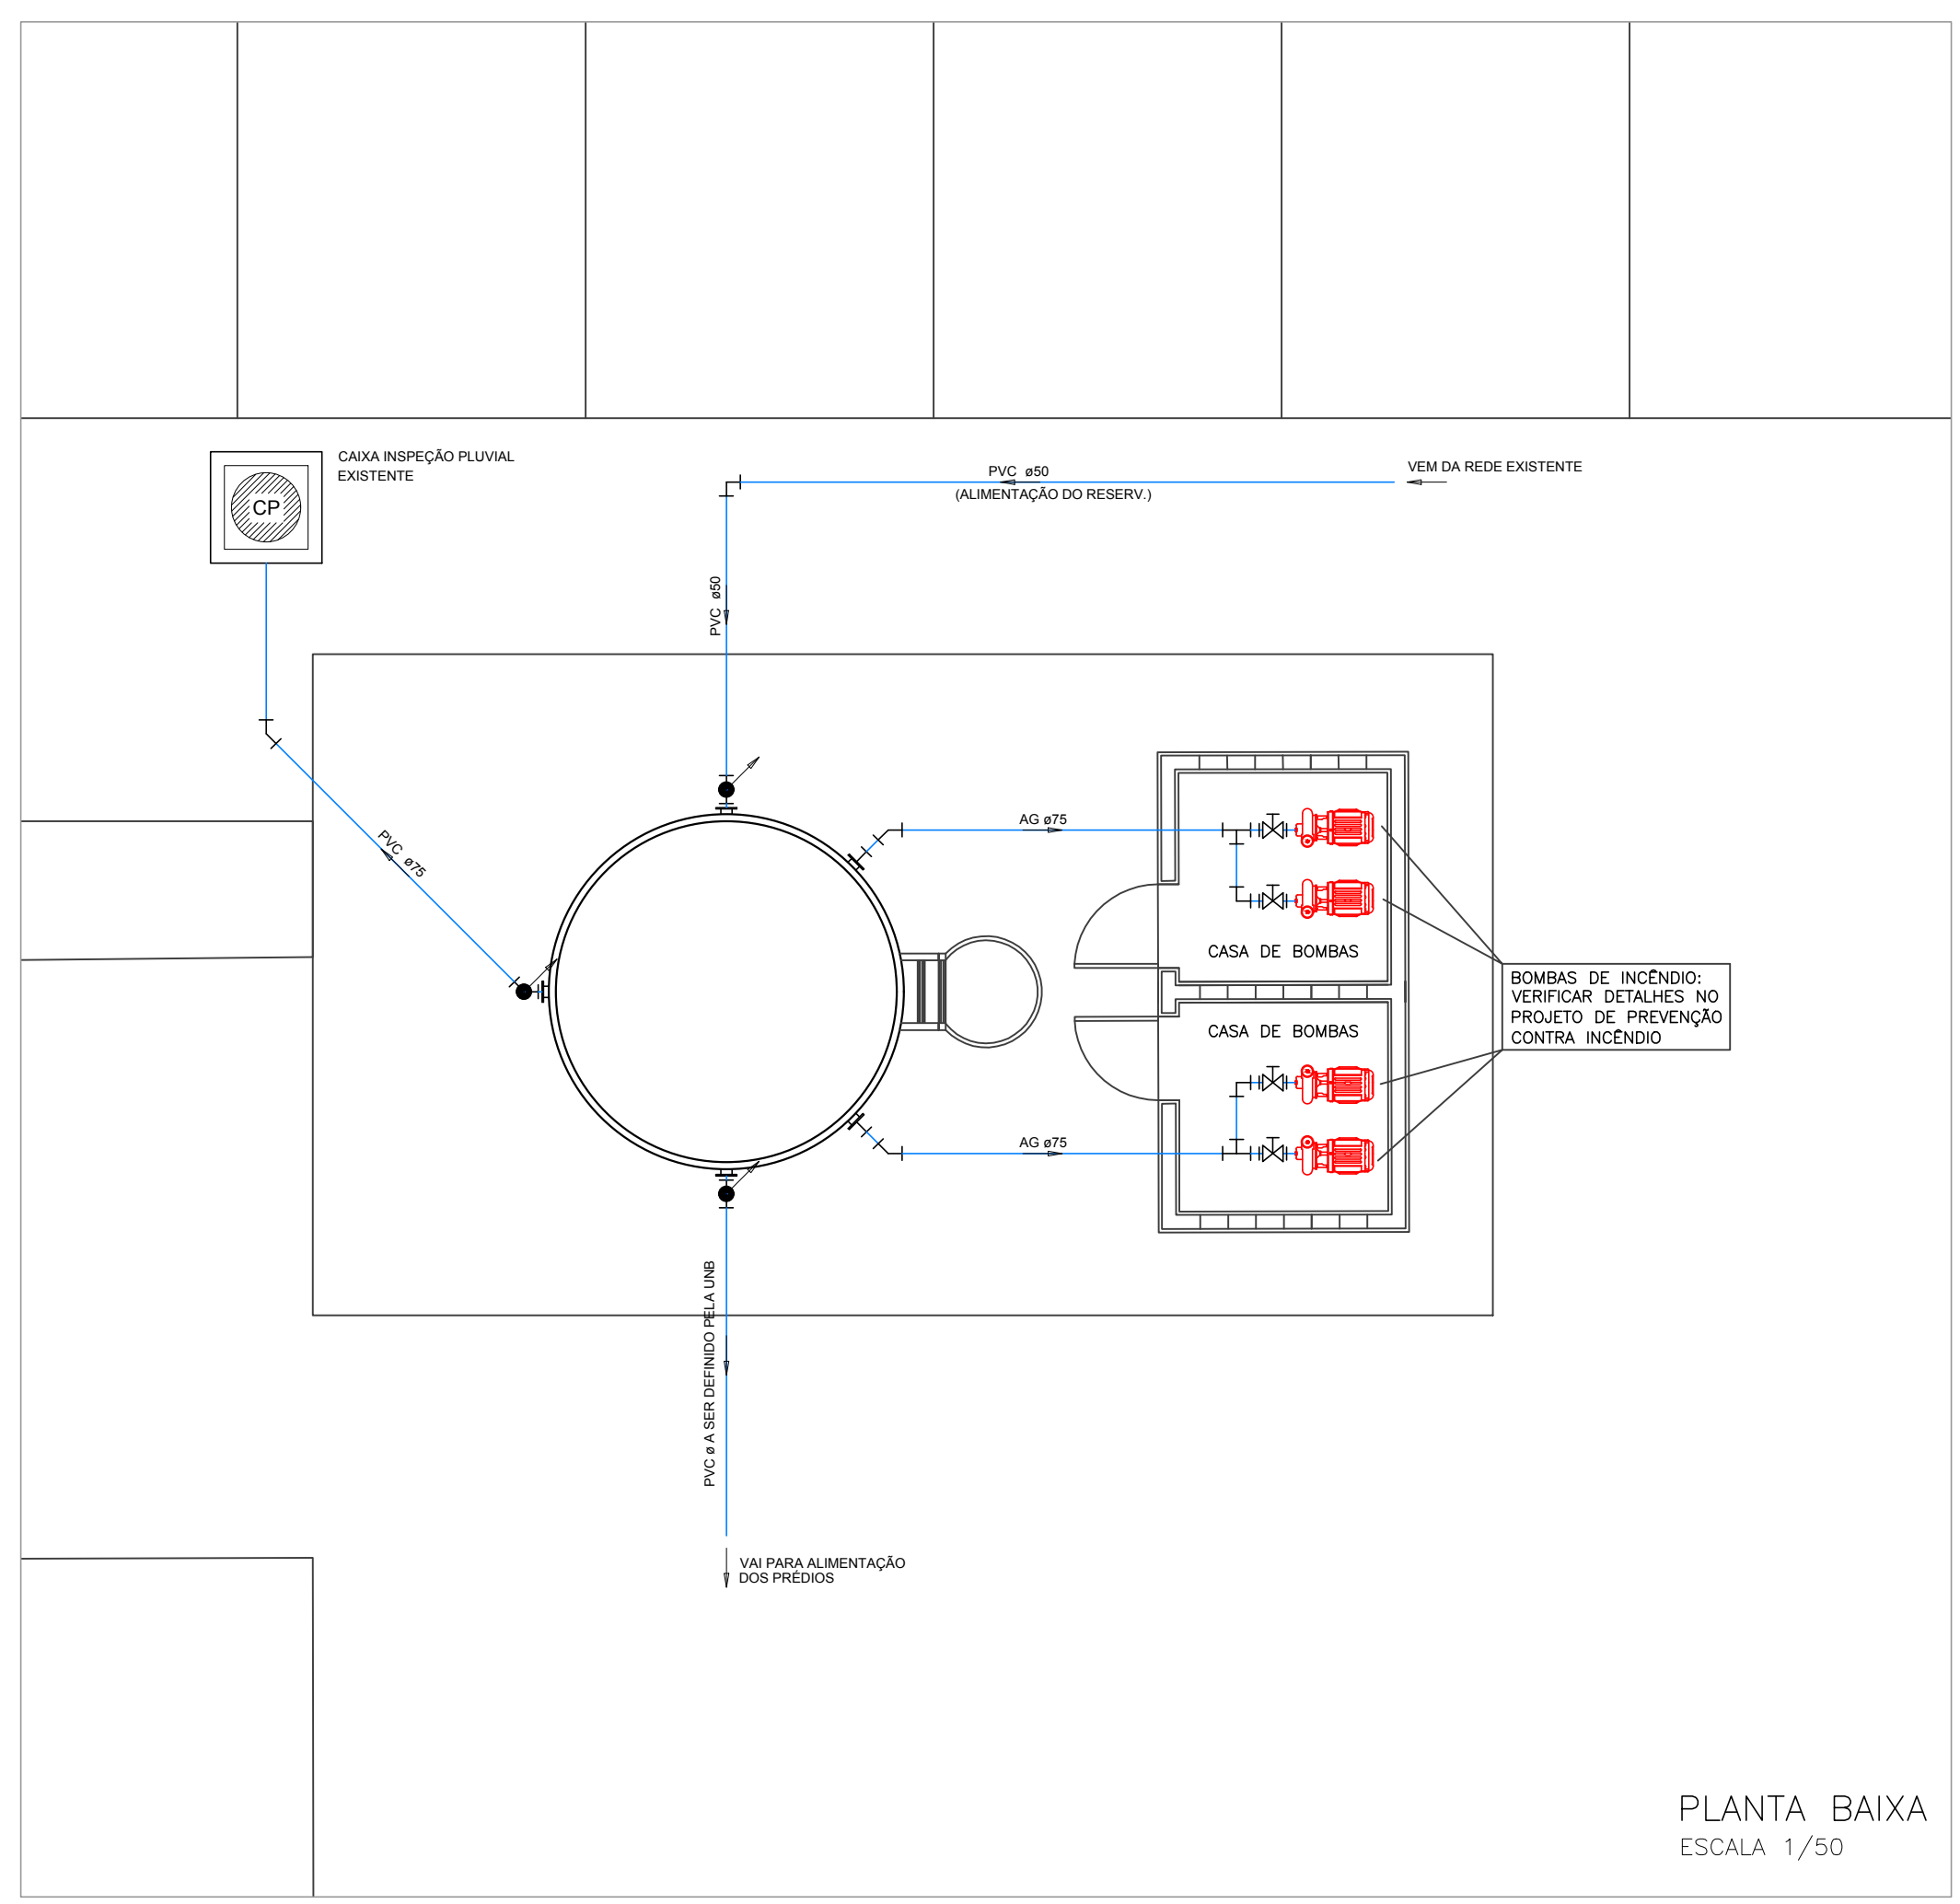 CAIXA INSPEÇÃO PLUVIAL
EXISTENTE
CP
PVC ø50
(ALIMENTAÇÃO DO RESERV.)
VEM DA REDE EXISTENTE
PVC ø50
PVC ø75
AG ø75
CASA DE BOMBAS
BOMBAS DE INCÊNDIO:
VERIFICAR DETALHES NO
PROJETO DE PREVENÇÃO
CONTRA INCÊNDIO
CASA DE BOMBAS
AG ø75
PVC ø A SER DEFINIDO PELA UNB
VAI PARA ALIMENTAÇÃO
DOS PRÉDIOS
PLANTA BAIXA
ESCALA 1/50